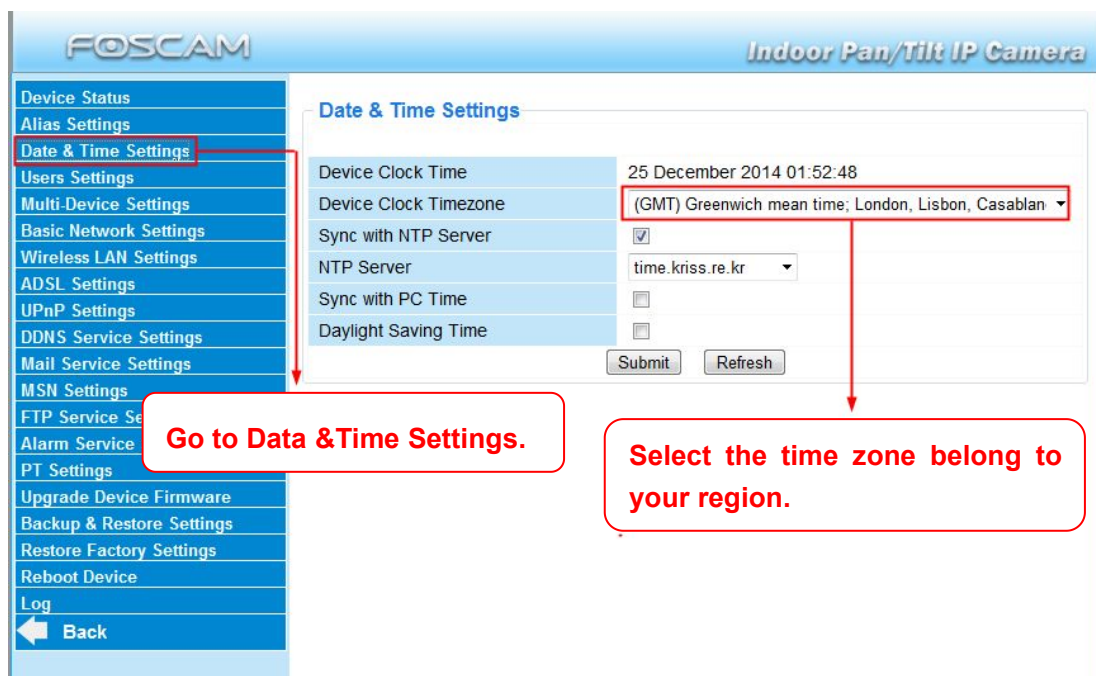 FOSCAM
Indoor Pan/Tilt IP Camera
Device Status
Alias Settings
Date & Time Settings
Users Settings
Multi-Device Settings
Basic Network Settings
Wireless LAN Settings
ADSL Settings
UPnP Settings
DDNS Service Settings
Mail Service Settings
MSN Settings
FTP Service Se
Alarm Service
PT Settings
Upgrade Device Firmware
Backup & Restore Settings
Restore Factory Settings
Reboot Device
Log
Back
Date & Time Settings
Device Clock Time 25 December 2014 01:52:48
Device Clock Timezone (GMT) Greenwich mean time; London, Lisbon, Casablan
Sync with NTP Server
NTP Server time.kriss.re.kr
Sync with PC Time
Daylight Saving Time
Submit Refresh
Go to Data &Time Settings.
Select the time zone belong to
your region.